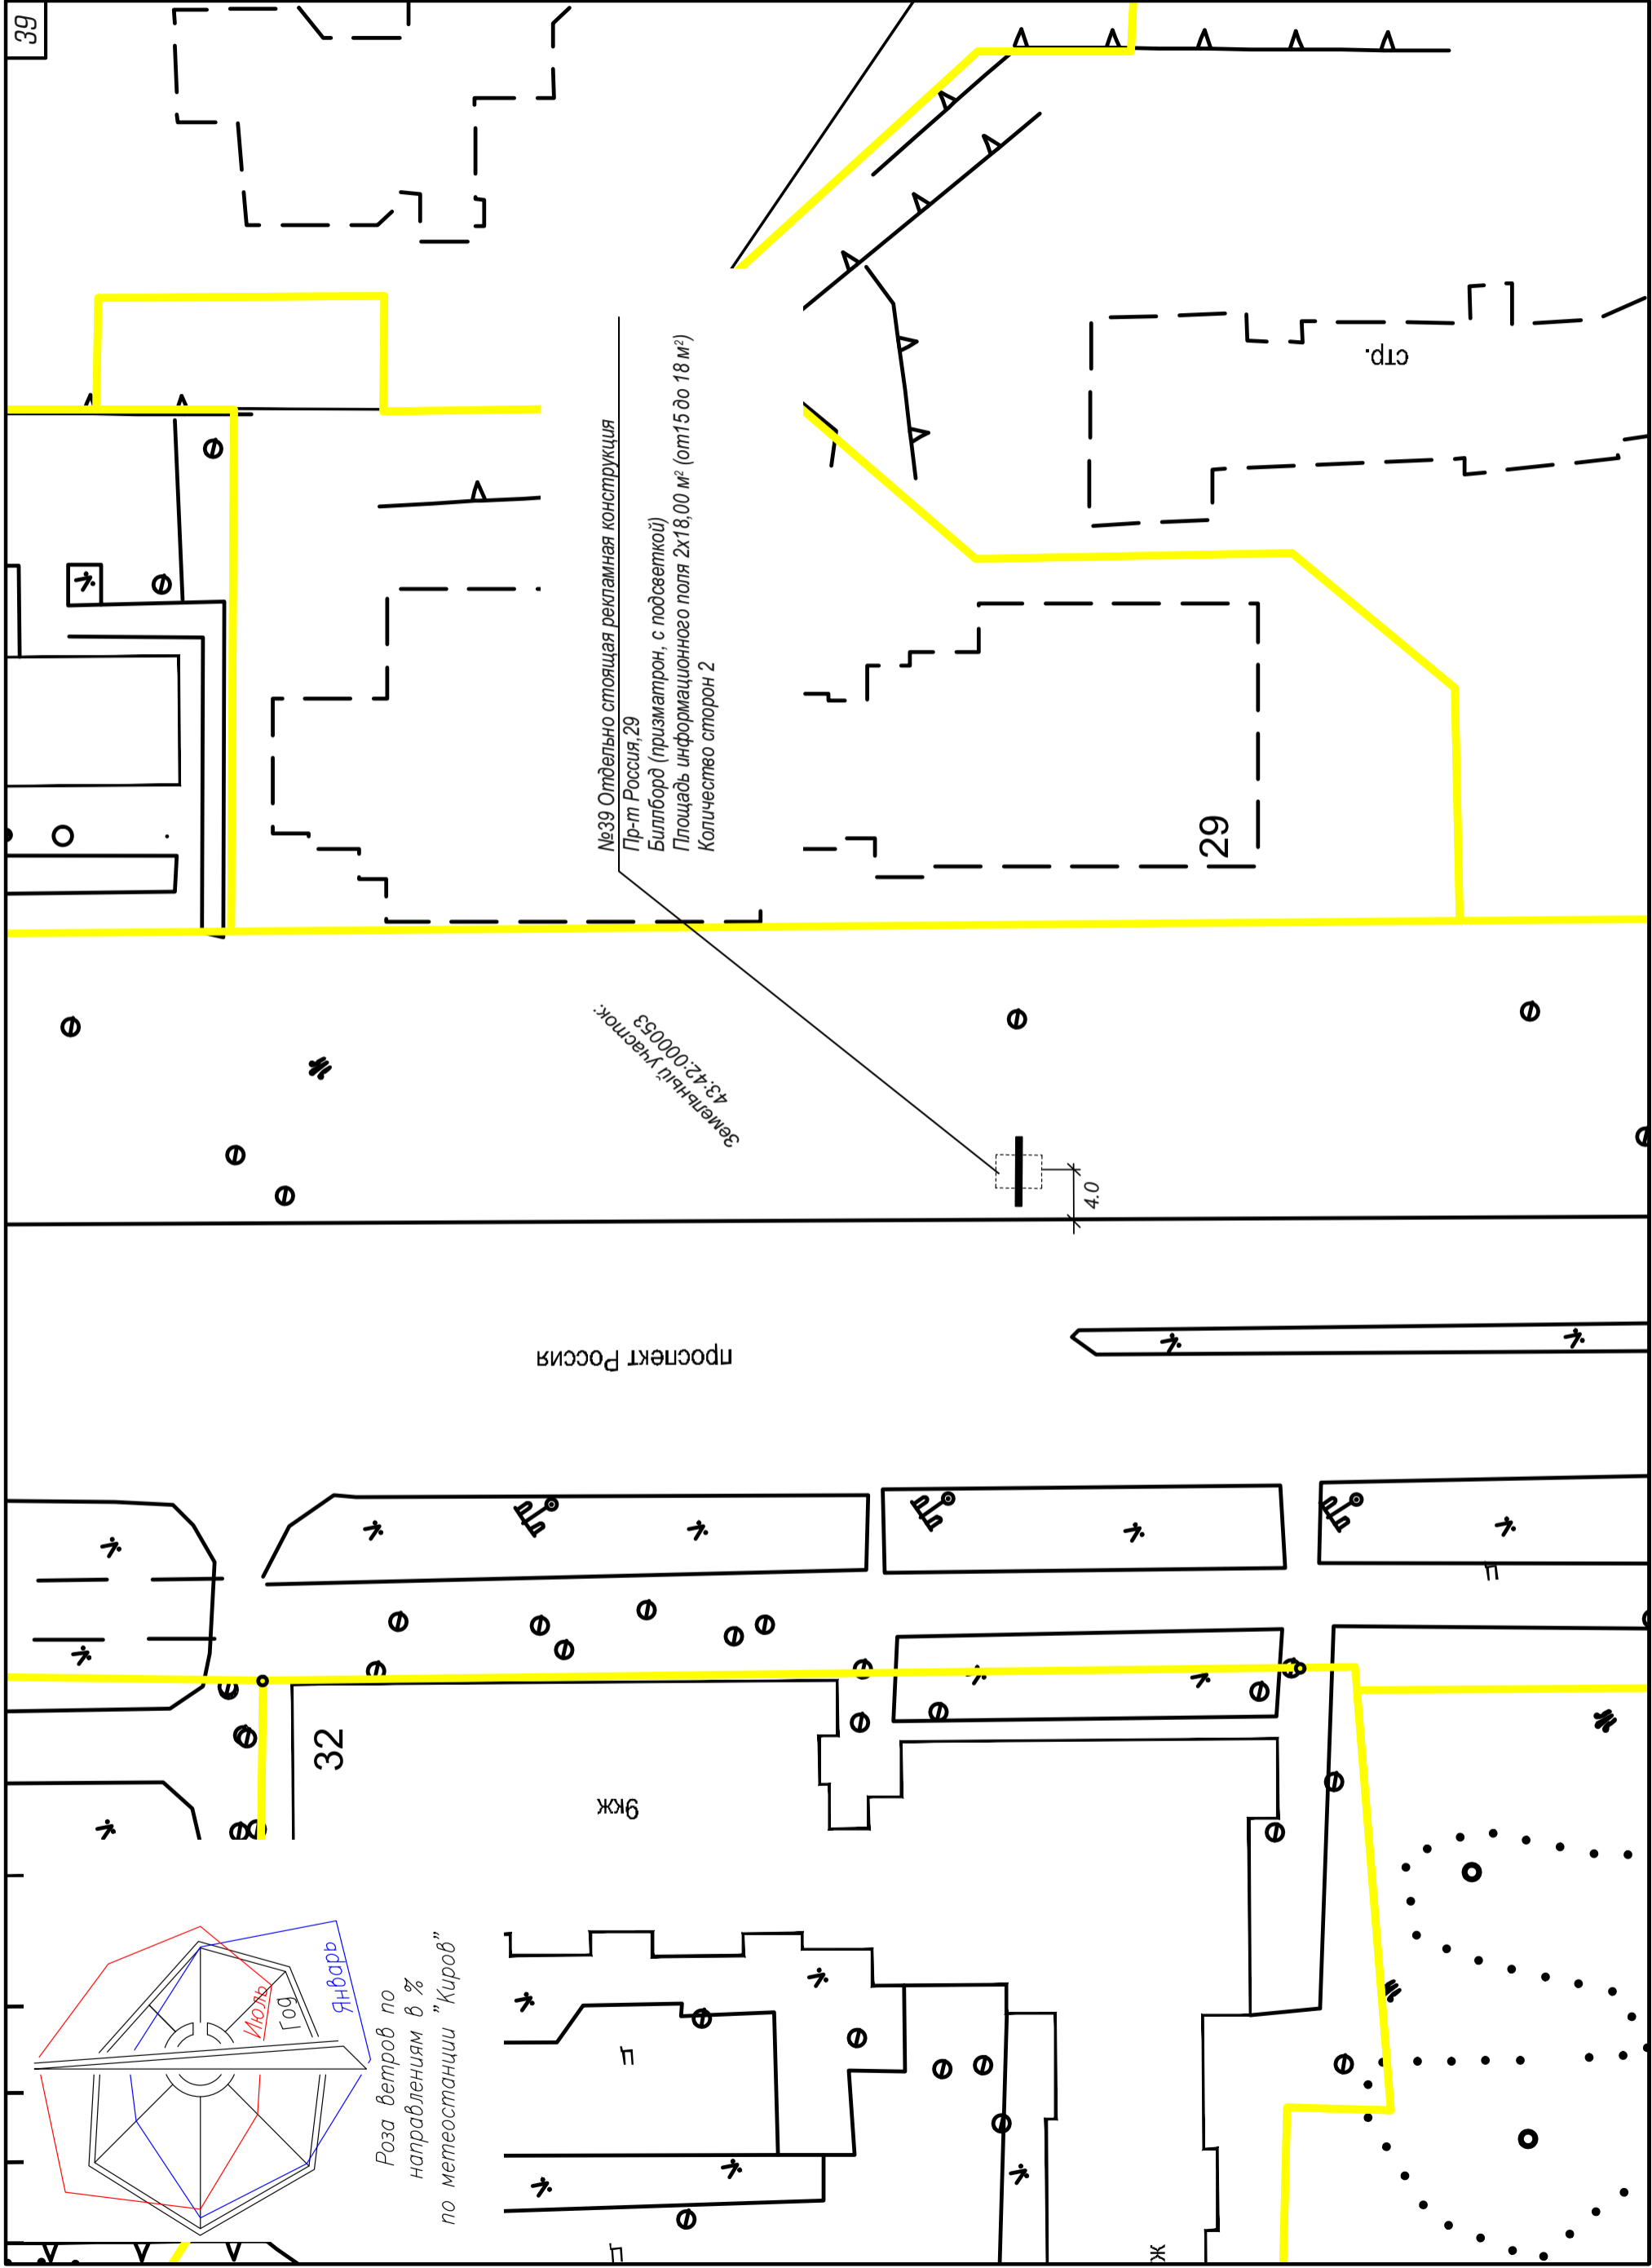 39
№39 Отдельно стоящая рекламная конструкция
Пр-т Россия,29
Биллборд (призматрон, с подсветкой)
Площадь информационного поля 2х18,00 м² (от15 до 18 м²)
Количество сторон 2
стр.
29
Земельный участок:
43:42:000053
4.0
проспект Россия
32
9кж
п
ц
ц
ж
Июль
Год
Январь
Роза ветров по
направлениям в %
по метеостанции "Киров"